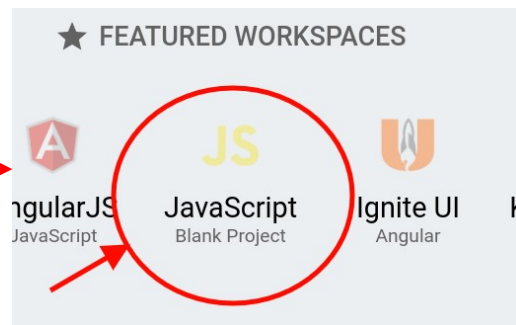 FEATURED WORKSPACES
A JS U
ngularJS JavaScript Ignite UI
JavaScript Blank Project Angular